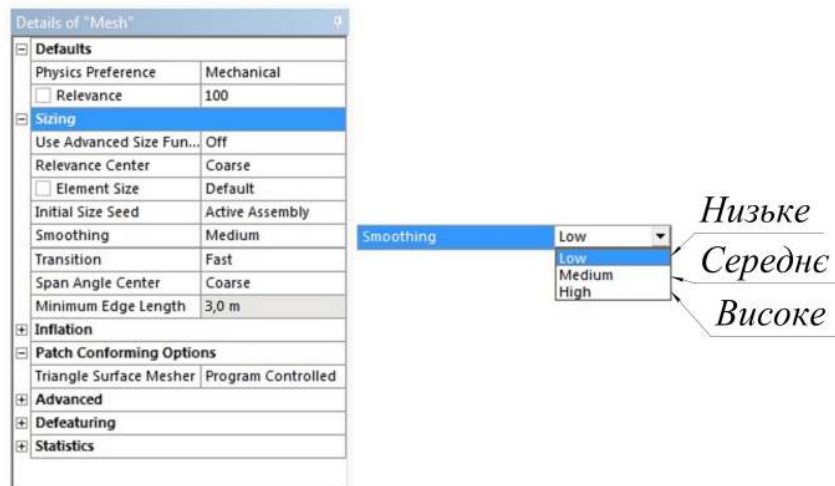 Details of "Mesh"
Defaults
Physics Preference Mechanical
Relevance 100
Sizing
Use Advanced Size Fun... Off
Relevance Center Coarse
Element Size Default
Initial Size Seed Active Assembly
Smoothing Medium
Transition Fast
Span Angle Center Coarse
Minimum Edge Length 3,0 m
Inflation
Patch Conforming Options
Triangle Surface Mesher Program Controlled
Advanced
Defeaturing
Statistics
Smoothing Low
Low
Medium
High
Низьке
Середнє
Високе